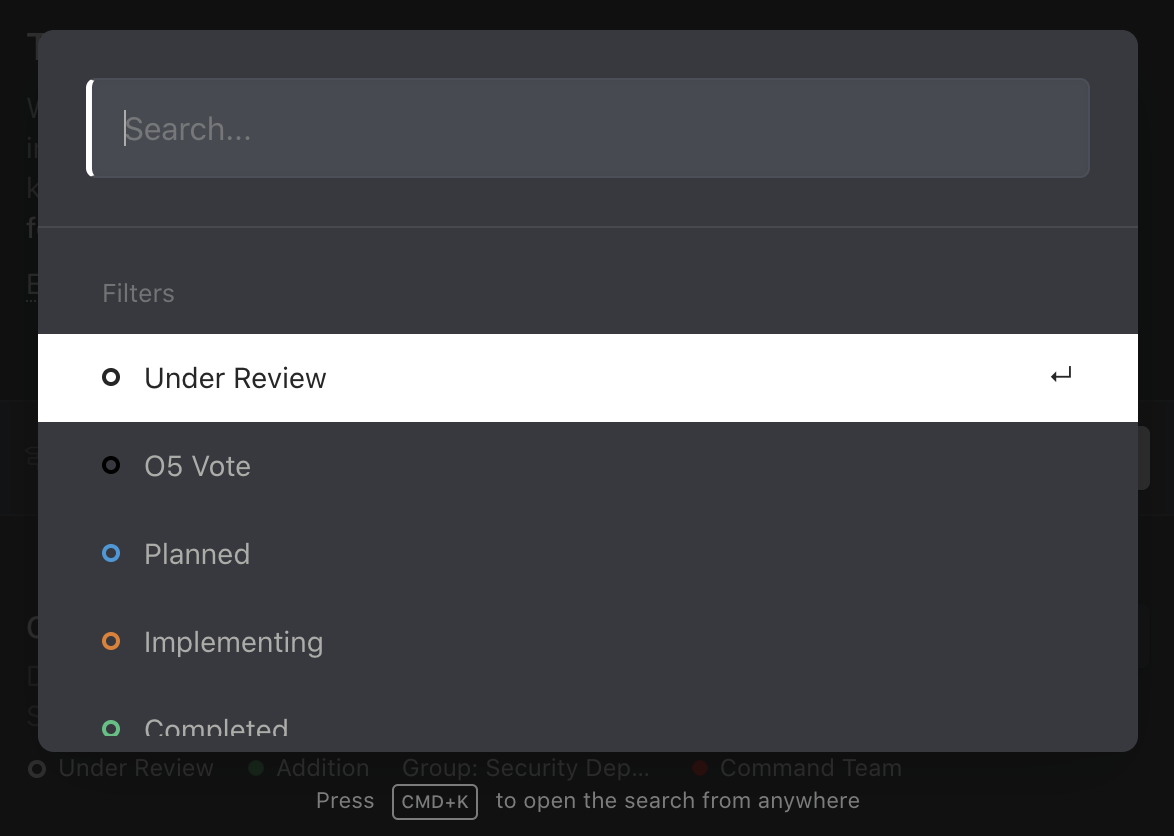 Search...
Filters
Under Review
O5 Vote
Planned
Implementing
Completed
Under Review Addition Group: Security Dep... Command Team
Press CMD+K to open the search from anywhere